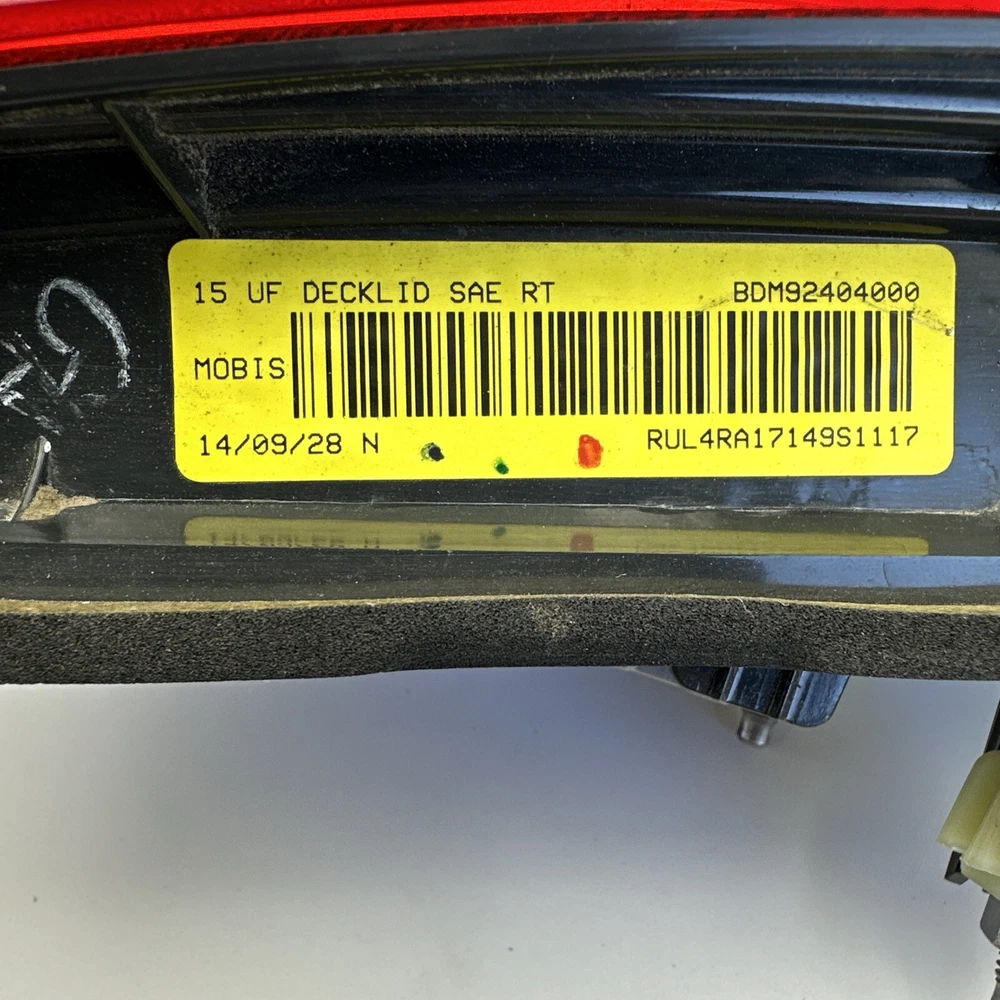 15 UF DECKLID SAE RT BDM92404000
MOBIS
14/09/28 N RUL4RA17149S1117